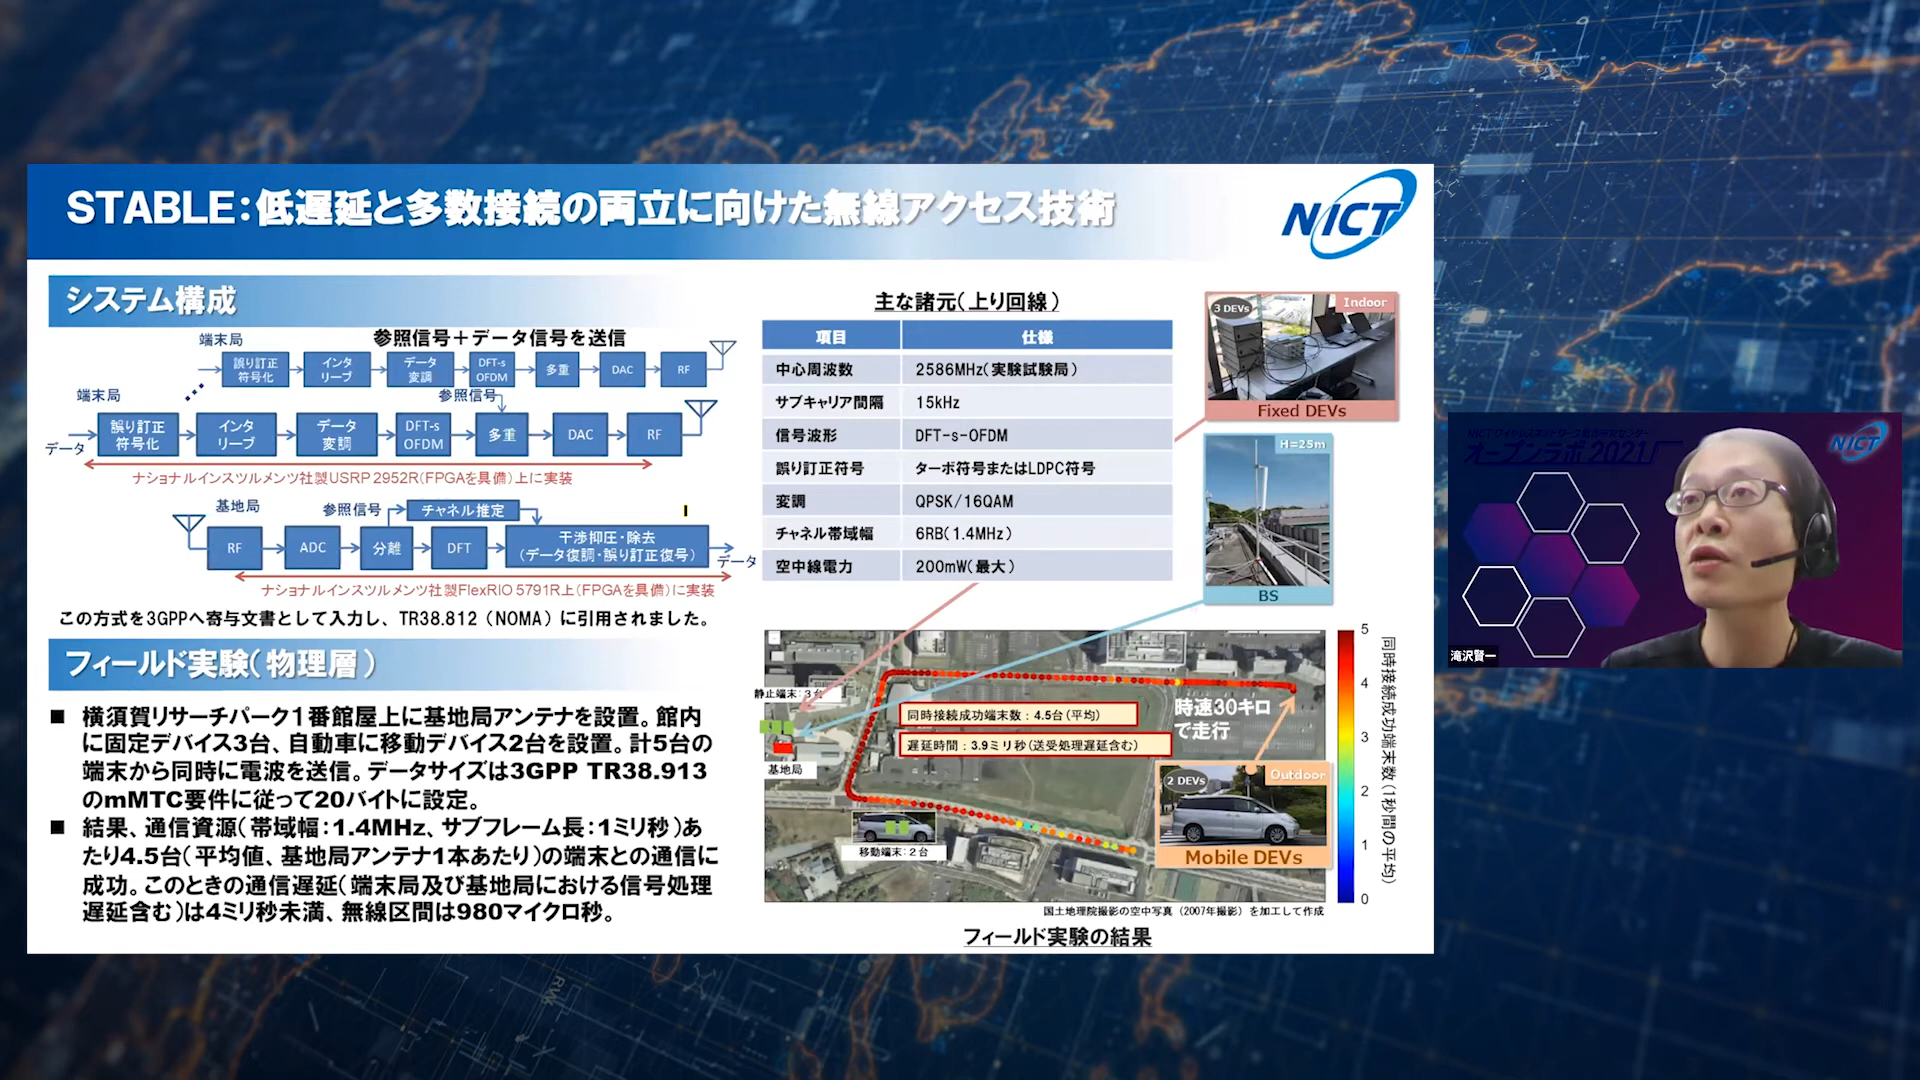 STABLE：低遅延と多数接続の両立に向けた無線アクセス技術
NICT
システム構成
端末局
参照信号＋データ信号を送信
誤り訂正
符号化
インタ
リーブ
データ
変調
DFT-s
OFDM
多重
DAC
RF
端末局
参照信号
データ
誤り訂正
符号化
インタ
リーブ
データ
変調
DFT-s
OFDM
多重
DAC
RF
ナショナルインスツルメンツ社製USRP 2952R（FPGAを具備）上に実装
基地局
参照信号
チャネル推定
RF
ADC
分離
DFT
干渉抑圧・除去
（データ復調・誤り訂正復号）
データ
ナショナルインスツルメンツ社製FlexRIO 5791R上（FPGAを具備）に実装
この方式を3GPPへ寄与文書として入力し、TR38.812（NOMA）に引用されました。
フィールド実験（物理層）
■ 横須賀リサーチパーク１番館屋上に基地局アンテナを設置。館内
に固定デバイス3台、自動車に移動デバイス2台を設置。計5台の
端末から同時に電波を送信。データサイズは3GPP TR38.913
のmMTC要件に従って20バイトに設定。
■ 結果、通信資源（帯域幅：1.4MHz、サブフレーム長：1ミリ秒）あ
たり4.5台（平均値、基地局アンテナ1本あたり）の端末との通信に
成功。このときの通信遅延（端末局及び基地局における信号処理
遅延含む）は4ミリ秒未満、無線区間は980マイクロ秒。
主な諸元（上り回線）
項目 仕様
中心周波数 2586MHz（実験試験局）
サブキャリア間隔 15kHz
信号波形 DFT-s-OFDM
誤り訂正符号 ターボ符号またはLDPC符号
変調 QPSK/16QAM
チャネル帯域幅 6RB（1.4MHz）
空中線電力 200mW（最大）
3 DEVs
Indoor
Fixed DEVs
H=25m
BS
静止端末：３台
基地局
同時接続成功端末数：4.5台（平均）
遅延時間：3.9ミリ秒（送受処理遅延含む）
時速30キロ
で走行
2 DEVs
Outdoor
Mobile DEVs
移動端末：２台
5
4
3
2
1
0
同時接続成功端末数（1秒間の平均）
国土地理院撮影の空中写真（2007年撮影）を加工して作成
フィールド実験の結果
NICTワイヤレスネットワーク総合研究センター
オープンラボ2021
NICT
滝沢賢一